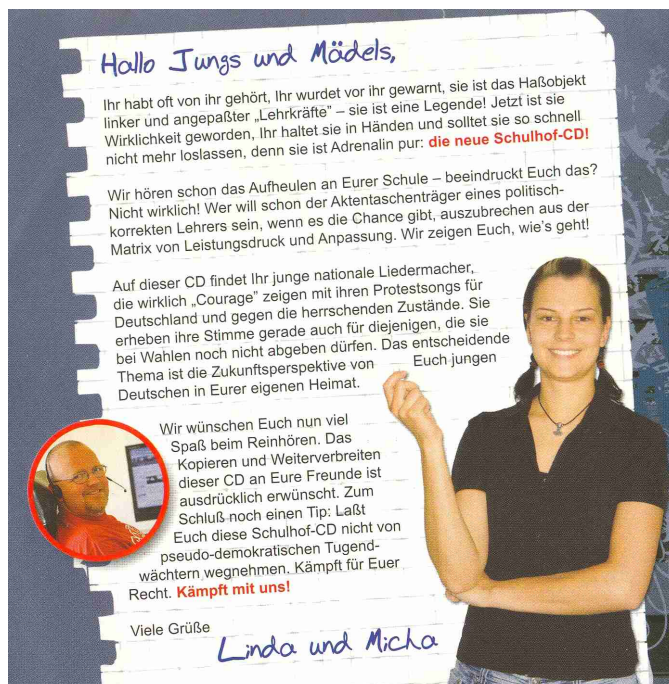 Hallo Jungs und Mädels,
Ihr habt oft von ihr gehört, Ihr wurdet vor ihr gewarnt, sie ist das Haßobjekt
linker und angepaßter „Lehrkräfte” – sie ist eine Legende! Jetzt ist sie
Wirklichkeit geworden, Ihr haltet sie in Händen und solltet sie so schnell
nicht mehr loslassen, denn sie ist Adrenalin pur: die neue Schulhof-CD!
Wir hören schon das Aufheulen an Eurer Schule – beeindruckt Euch das?
Nicht wirklich! Wer will schon der Aktentaschenträger eines politisch-
korrekten Lehrers sein, wenn es die Chance gibt, auszubrechen aus der
Matrix von Leistungsdruck und Anpassung. Wir zeigen Euch, wie’s geht!
Auf dieser CD findet Ihr junge nationale Liedermacher,
die wirklich „Courage” zeigen mit ihren Protestsongs für
Deutschland und gegen die herrschenden Zustände. Sie
erheben ihre Stimme gerade auch für diejenigen, die sie
bei Wahlen noch nicht abgeben dürfen. Das entscheidende
Thema ist die Zukunftsperspektive von Euch jungen
Deutschen in Eurer eigenen Heimat.
Wir wünschen Euch nun viel
Spaß beim Reinhören. Das
Kopieren und Weiterverbreiten
dieser CD an Eure Freunde ist
ausdrücklich erwünscht. Zum
Schluß noch einen Tip: Laßt
Euch diese Schulhof-CD nicht von
pseudo-demokratischen Tugend-
wächtern wegnehmen. Kämpft für Euer
Recht. Kämpft mit uns!
Viele Grüße
Linda und Micha